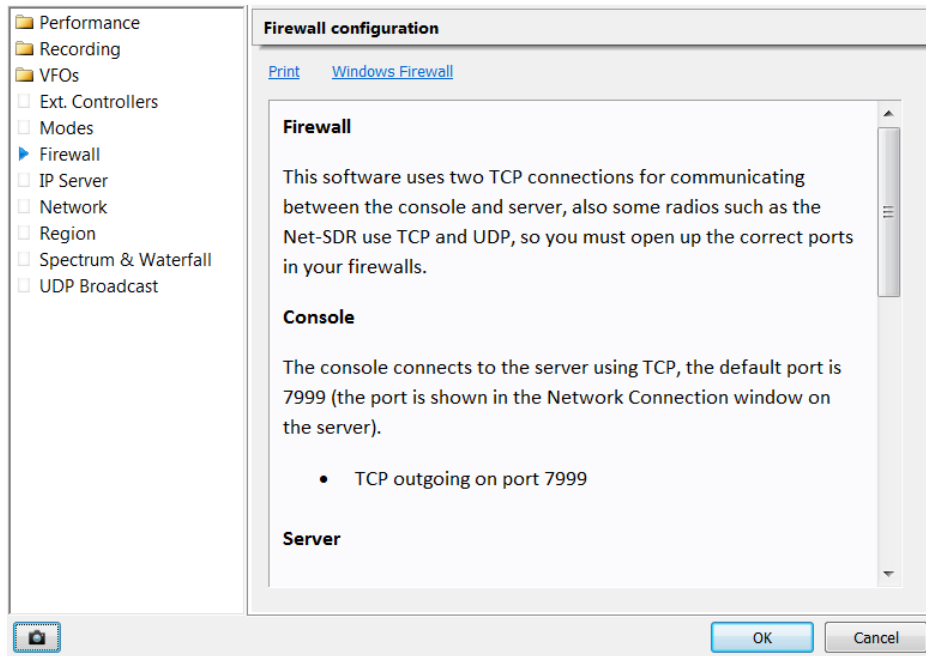 Performance
Recording
VFOs
Ext. Controllers
Modes
Firewall
IP Server
Network
Region
Spectrum & Waterfall
UDP Broadcast
Firewall configuration
Print Windows Firewall
Firewall
This software uses two TCP connections for communicating
between the console and server, also some radios such as the
Net-SDR use TCP and UDP, so you must open up the correct ports
in your firewalls.
Console
The console connects to the server using TCP, the default port is
7999 (the port is shown in the Network Connection window on
the server).
• TCP outgoing on port 7999
Server
OK Cancel